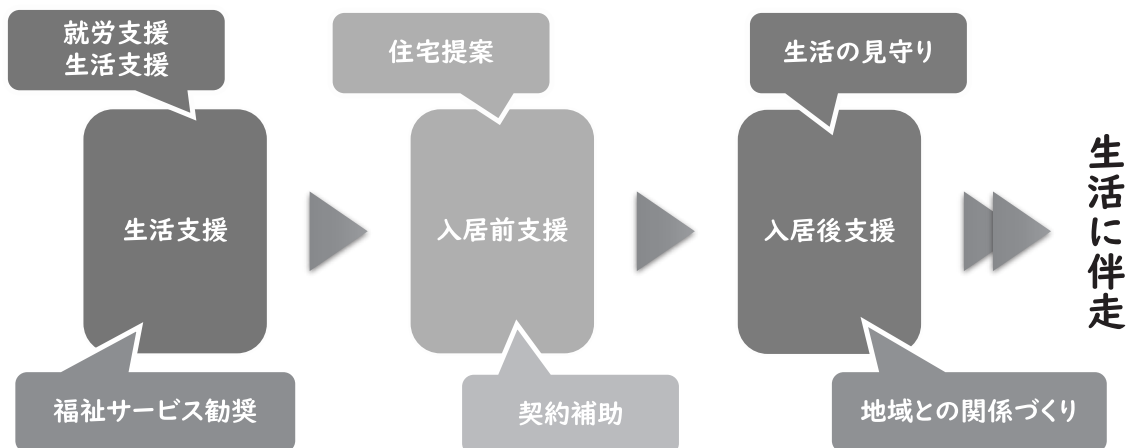 就労支援
生活支援
住宅提案
生活の見守り
生活支援
入居前支援
入居後支援
生活に伴走
福祉サービス勧奨
契約補助
地域との関係づくり